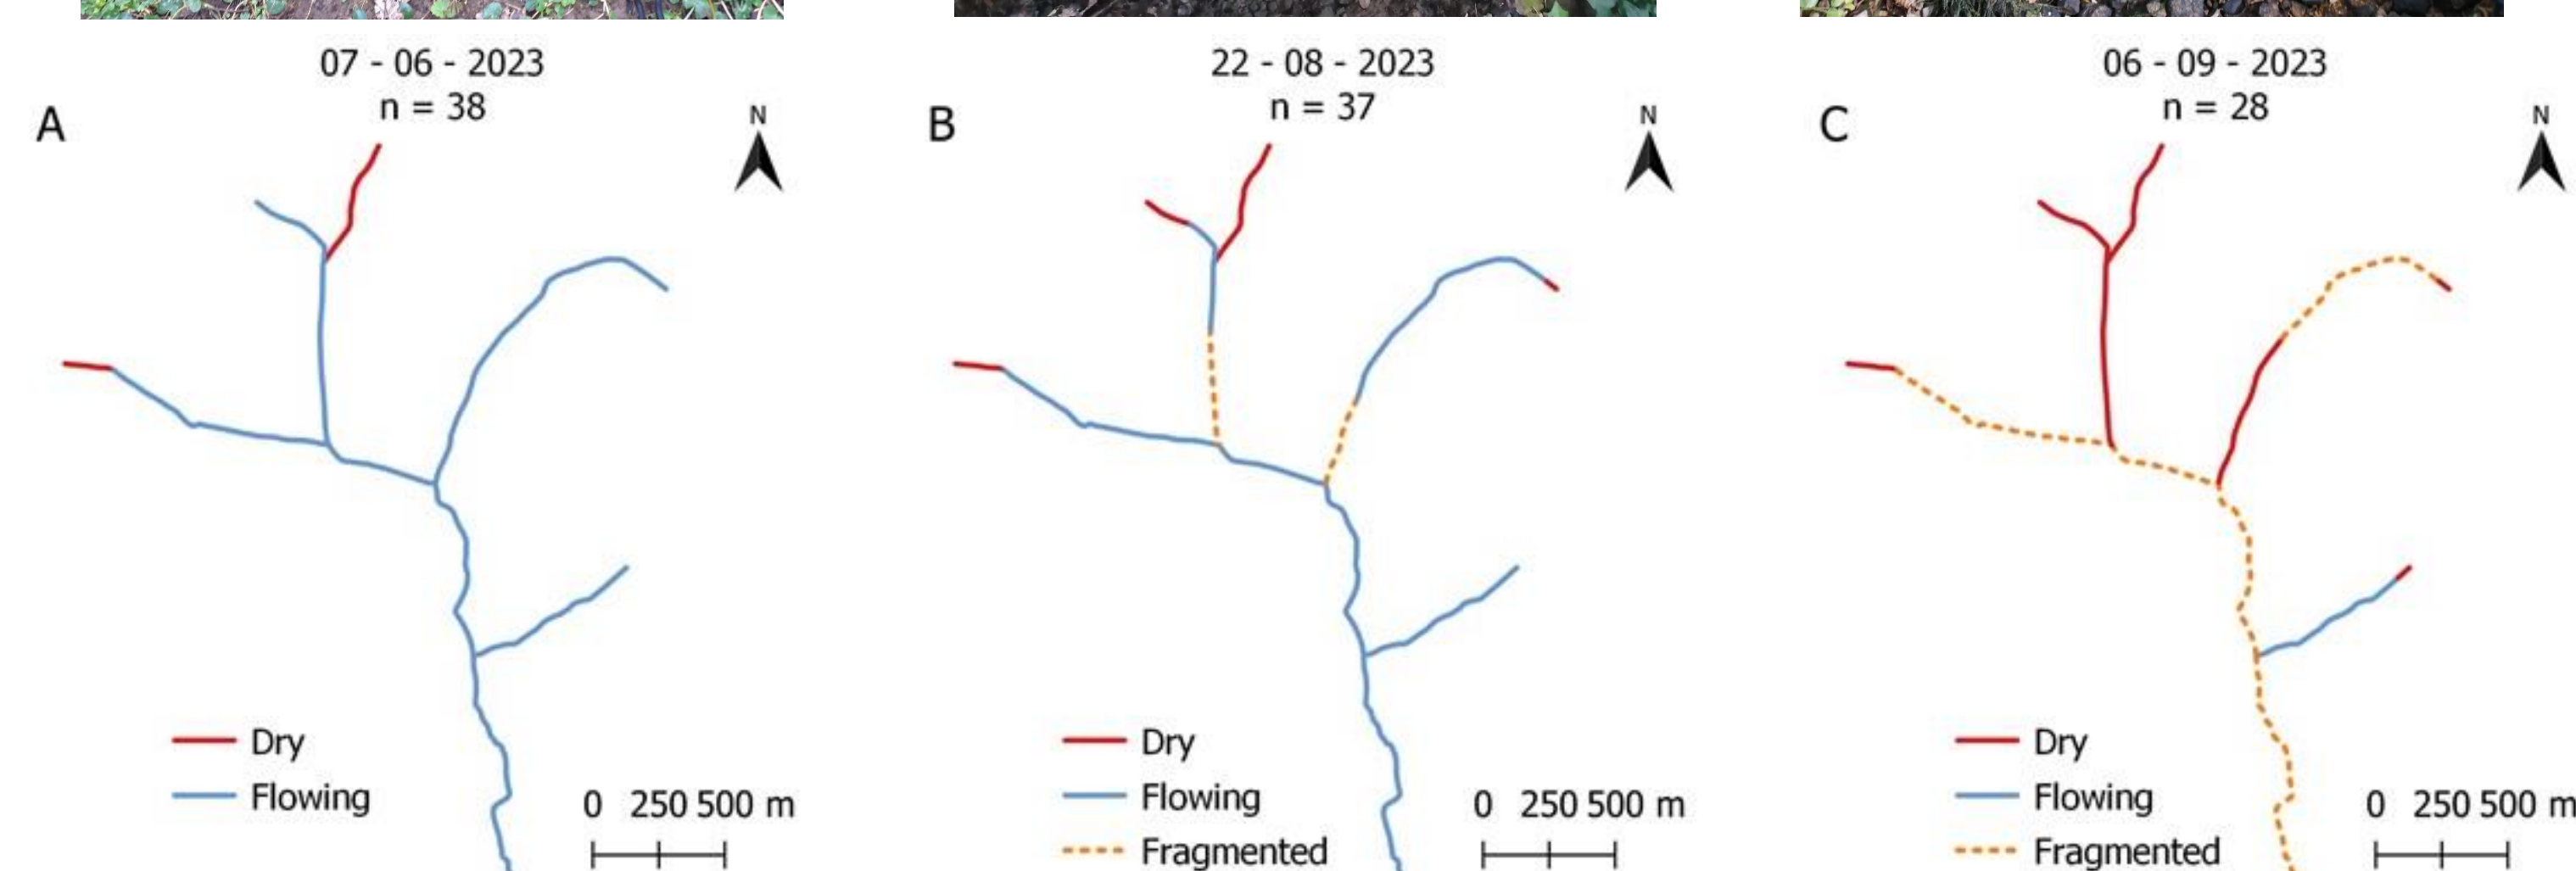 07 - 06 - 2023
n = 38
A
N
Dry
Flowing
0 250 500 m
22 - 08 - 2023
n = 37
B
N
Dry
Flowing
Fragmented
0 250 500 m
06 - 09 - 2023
n = 28
C
N
Dry
Flowing
Fragmented
0 250 500 m